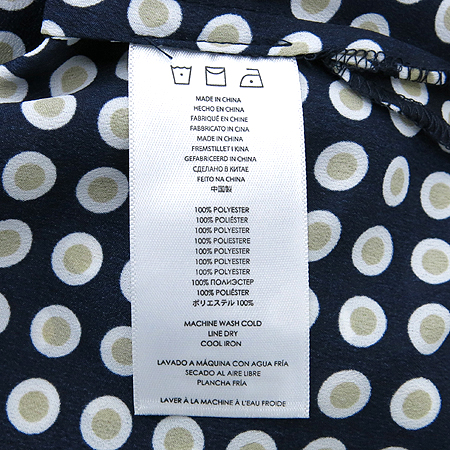 MADE IN CHINA
HECHO EN CHINA
FABRIQUÉ EN CHINE
FABBRICATO IN CINA
MADE IN CHINA
FREMSTILLET I KINA
GEFABRICEERD IN CHINA
СДЕЛАНО В КИТАЕ
FEITO NA CHINA
中国製
100% POLYESTER
100% POLIÉSTER
100% POLYESTER
100% POLIESTERE
100% POLYESTER
100% POLYESTER
100% POLYESTER
100% ПОЛИЭСТЕР
100% POLIÉSTER
ポリエステル 100%
MACHINE WASH COLD
LINE DRY
COOL IRON
LAVADO A MÁQUINA CON AGUA FRÍA
SECADO AL AIRE LIBRE
PLANCHA FRÍA
LAVER À LA MACHINE À L'EAU FROIDE